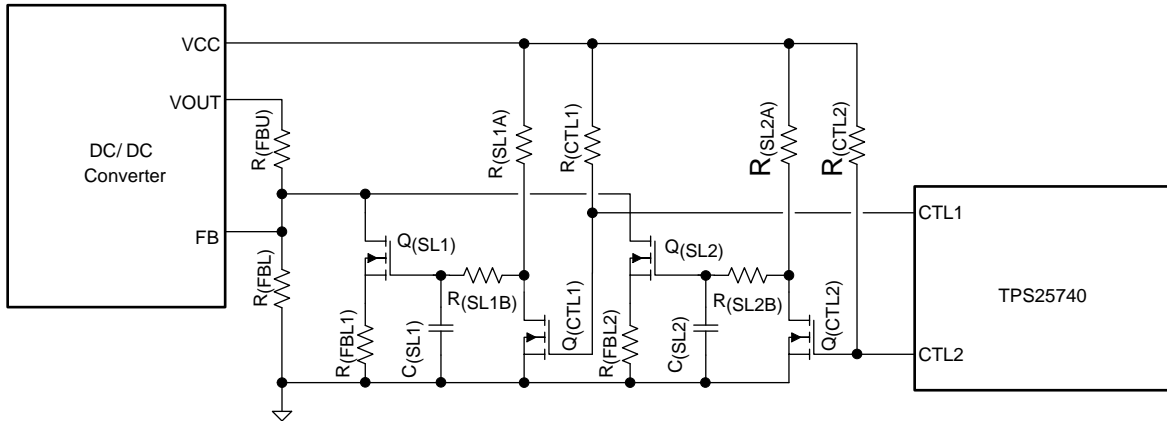 VCC
VOUT
DC/ DC
Converter
FB
R(FBU)
R(FBL)
R(SL1A)
R(CTL1)
R(SL2A)
R(CTL2)
Q(SL1)
R(SL1B)
R(FBL1)
C(SL1)
Q(CTL1)
Q(SL2)
R(SL2B)
R(FBL2)
C(SL2)
Q(CTL2)
CTL1
TPS25740
CTL2